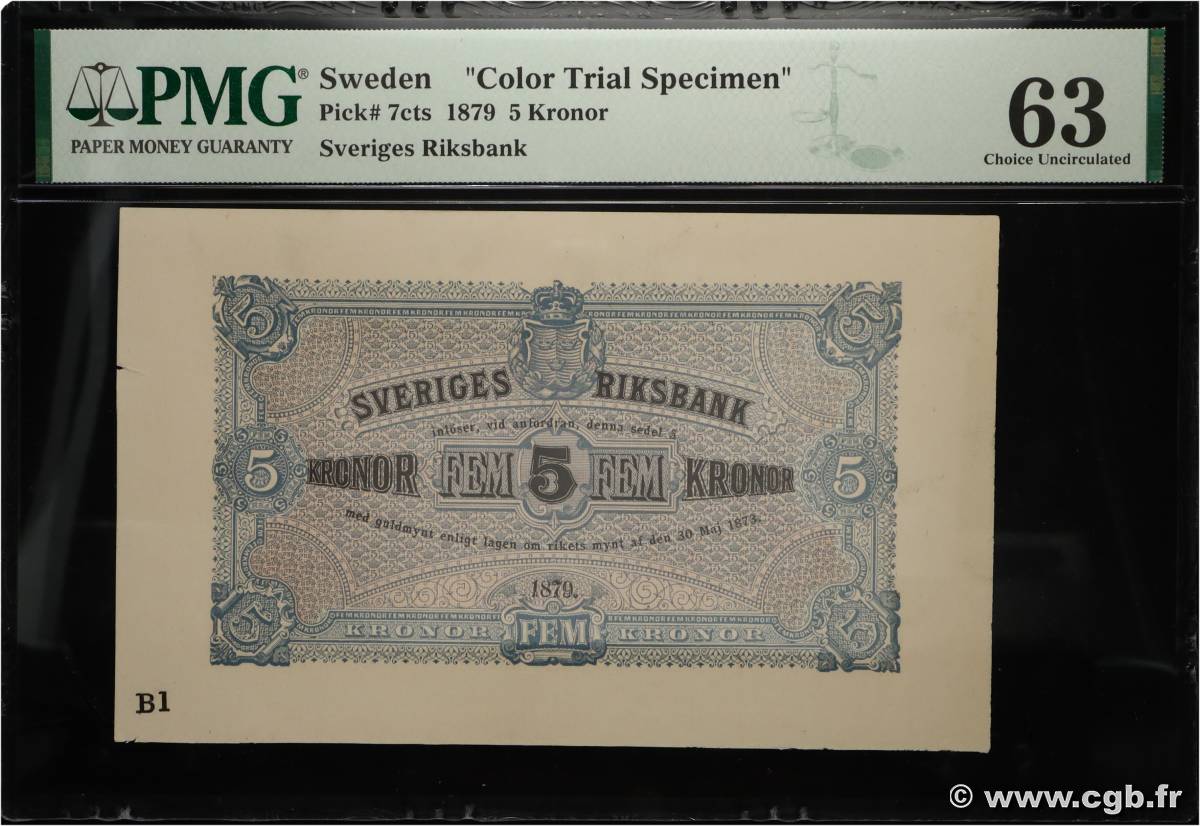 PMG®
PAPER MONEY GUARANTY
Sweden "Color Trial Specimen"
Pick# 7cts 1879 5 Kronor
Sveriges Riksbank
63
Choice Uncirculated
5 5
SVERIGES RIKSBANK
inlöser, vid anfordran, denna sedel å
5 KRONOR FEM 5 FEM KRONOR 5
med guldmynt enligt lagen om rikets mynt af den 30 Maj 1873.
1879.
KRONOR FEM KRONOR
5 5
B1
© www.cgb.fr